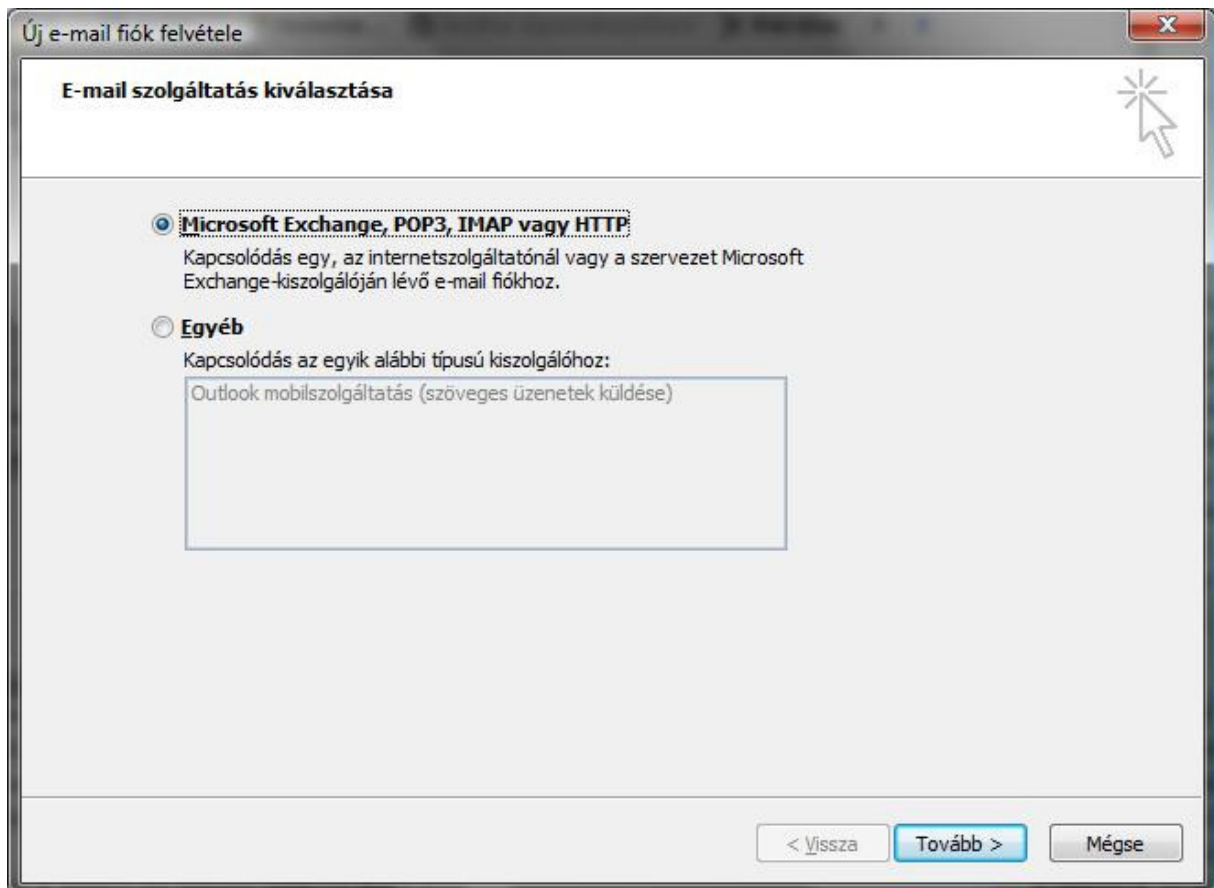 Új e-mail fiók felvétele
E-mail szolgáltatás kiválasztása
Microsoft Exchange, POP3, IMAP vagy HTTP
Kapcsolódás egy, az internetszolgáltatónál vagy a szervezet Microsoft
Exchange-kiszolgálóján lévő e-mail fiókhoz.
Egyéb
Kapcsolódás az egyik alábbi típusú kiszolgálóhoz:
Outlook mobilszolgáltatás (szöveges üzenetek küldése)
< Vissza
Tovább >
Mégse